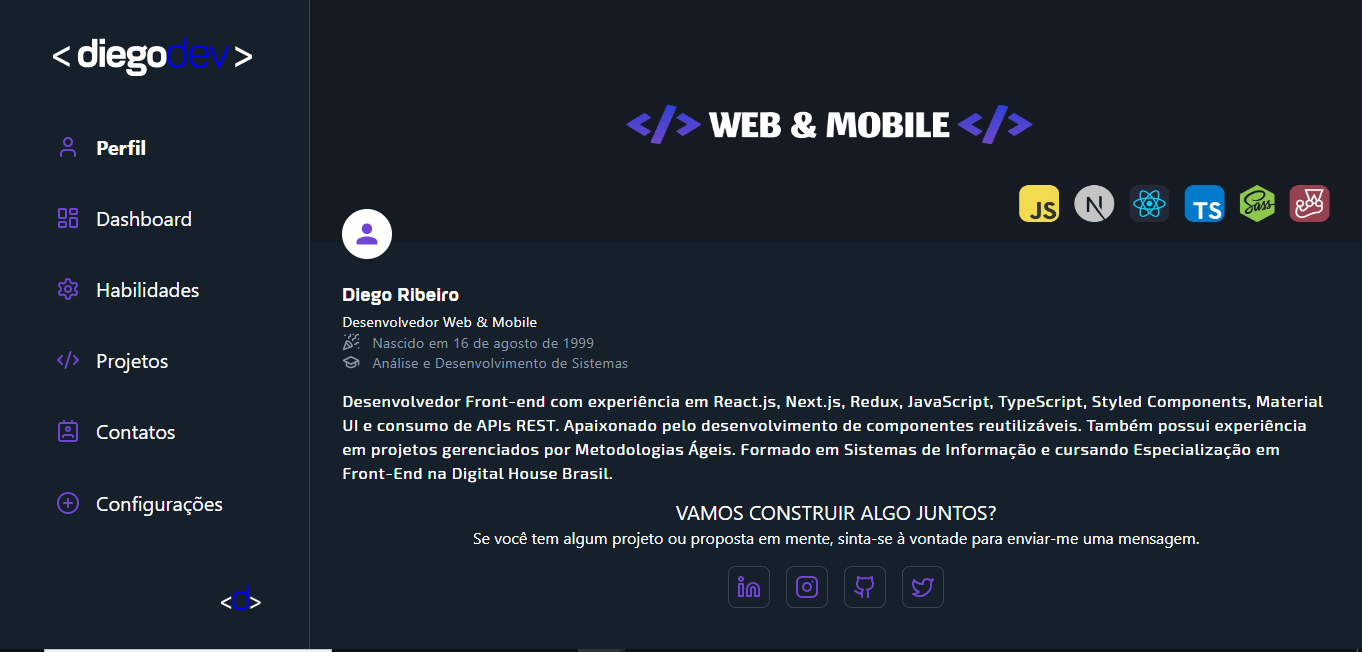 < diegodev >
Perfil
Dashboard
Habilidades
Projetos
Contatos
Configurações
<d>
</> WEB & MOBILE </>
JS
N
TS
Sass
Diego Ribeiro
Desenvolvedor Web & Mobile
Nascido em 16 de agosto de 1999
Análise e Desenvolvimento de Sistemas
Desenvolvedor Front-end com experiência em React.js, Next.js, Redux, JavaScript, TypeScript, Styled Components, Material
UI e consumo de APIs REST. Apaixonado pelo desenvolvimento de componentes reutilizáveis. Também possui experiência
em projetos gerenciados por Metodologias Ágeis. Formado em Sistemas de Informação e cursando Especialização em
Front-End na Digital House Brasil.
VAMOS CONSTRUIR ALGO JUNTOS?
Se você tem algum projeto ou proposta em mente, sinta-se à vontade para enviar-me uma mensagem.
in